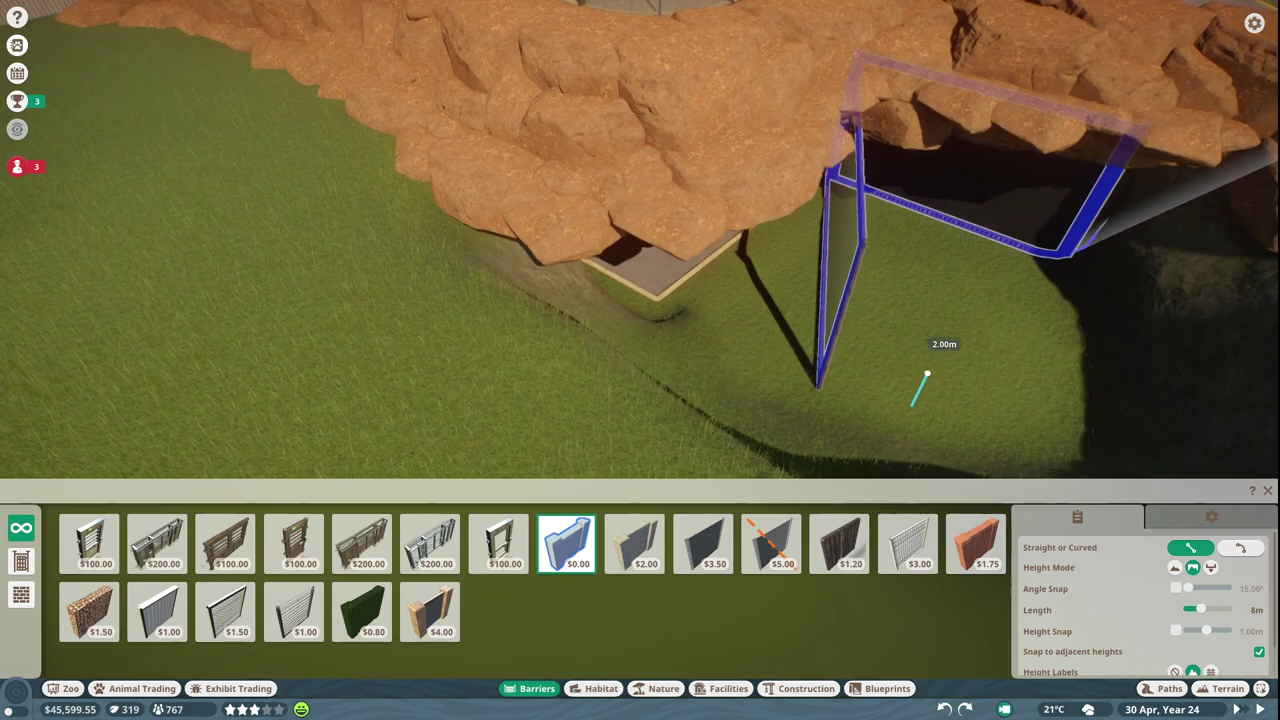 ?
3
3
2.00m
?
$100.00
$200.00
$100.00
$100.00
$200.00
$200.00
$100.00
$0.00
$2.00
$3.50
$5.00
$1.20
$3.00
$1.75
$1.50
$1.00
$1.50
$1.00
$0.80
$4.00
Straight or Curved
Height Mode
Angle Snap 15.00°
Length 8m
Height Snap 1.00m
Snap to adjacent heights
Height Labels
Zoo Animal Trading Exhibit Trading Barriers Habitat Nature Facilities Construction Blueprints Paths Terrain
$45,599.55 319 767 21°C 30 Apr, Year 24